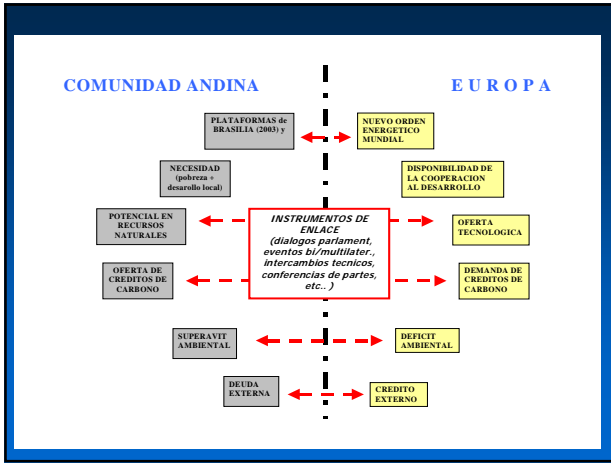 COMUNIDAD ANDINA
E U R O P A
PLATAFORMAS de
BRASILIA (2003) y
NUEVO ORDEN
ENERGETICO
MUNDIAL
NECESIDAD
(pobreza +
desarollo local)
DISPONIBILIDAD DE
LA COOPERACION
AL DESARROLLO
POTENCIAL EN
RECURSOS
NATURALES
INSTRUMENTOS DE
ENLACE
(dialogos parlament,
eventos bi/multilater.,
intercambios tecnicos,
conferencias de partes,
etc.. )
OFERTA
TECNOLOGICA
OFERTA DE
CREDITOS DE
CARBONO
DEMANDA DE
CREDITOS DE
CARBONO
SUPERAVIT
AMBIENTAL
DEFICIT
AMBIENTAL
DEUDA
EXTERNA
CREDITO
EXTERNO